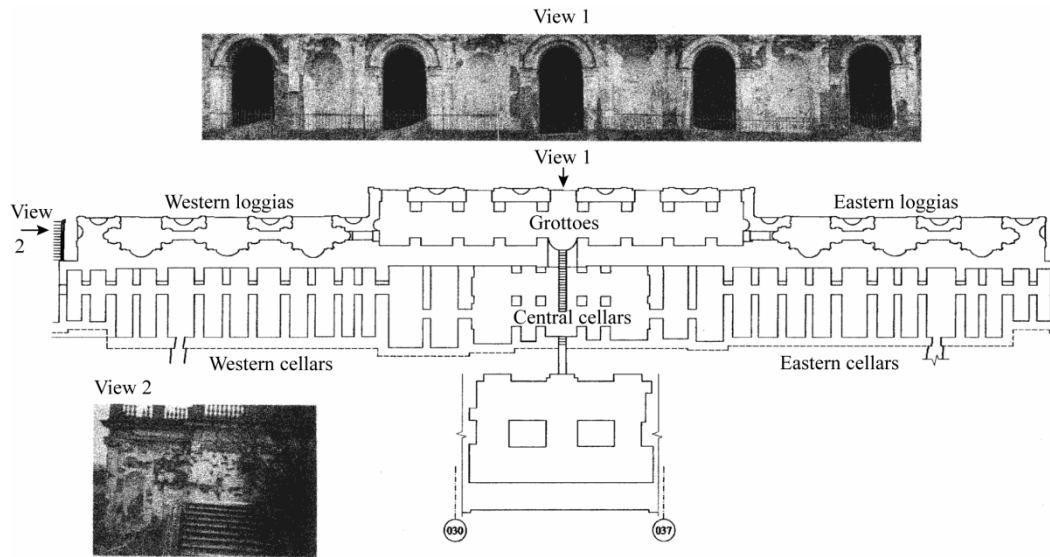 View 1
View 1
Western loggias
Eastern loggias
View
2
Grottoes
Central cellars
Western cellars
Eastern cellars
View 2
030
037